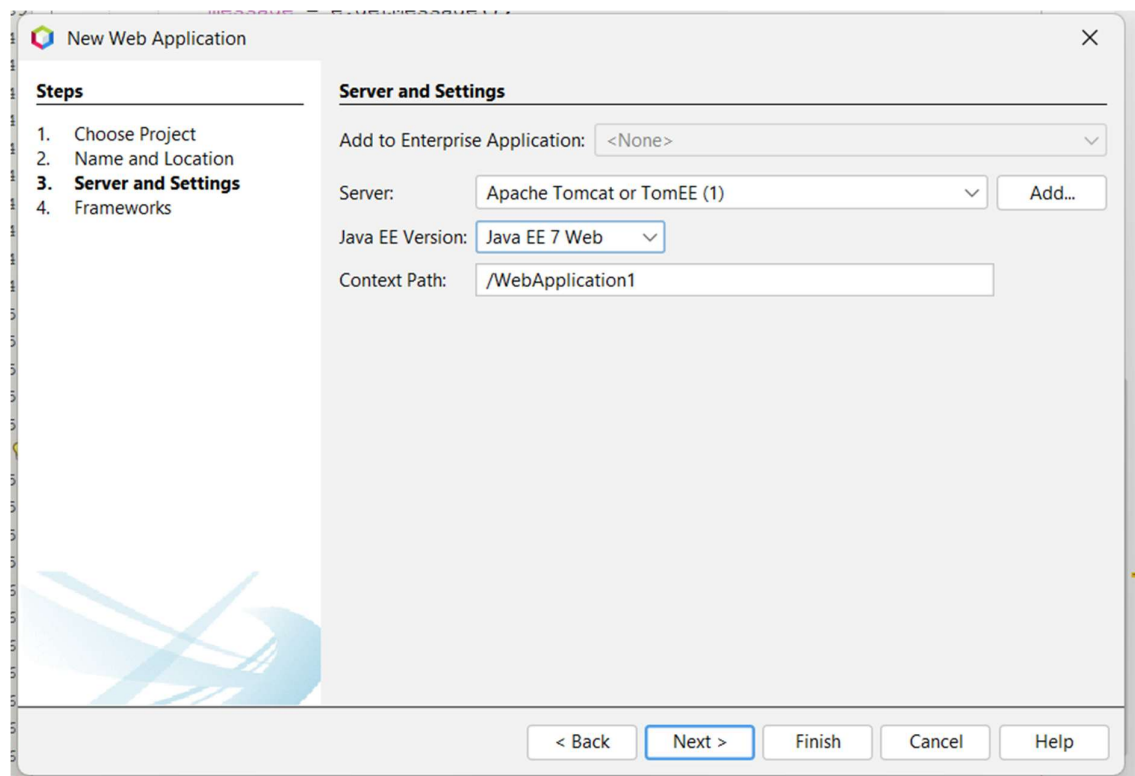 message = e.getMessage();
New Web Application
Steps
1. Choose Project
2. Name and Location
3. Server and Settings
4. Frameworks
Server and Settings
Add to Enterprise Application: <None>
Server: Apache Tomcat or TomEE (1) Add...
Java EE Version: Java EE 7 Web
Context Path: /WebApplication1
< Back Next > Finish Cancel Help